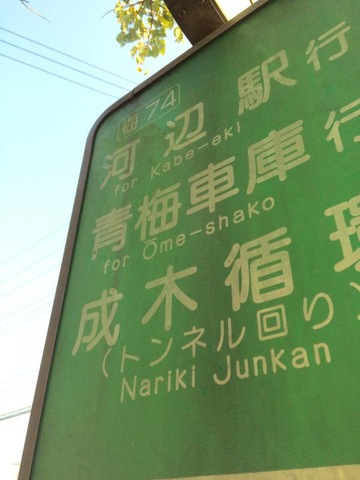 梅74
河辺駅行
for Kabe-eki
青梅車庫行
for Ome-shako
成木循環
(トンネル回り)
Nariki Junkan